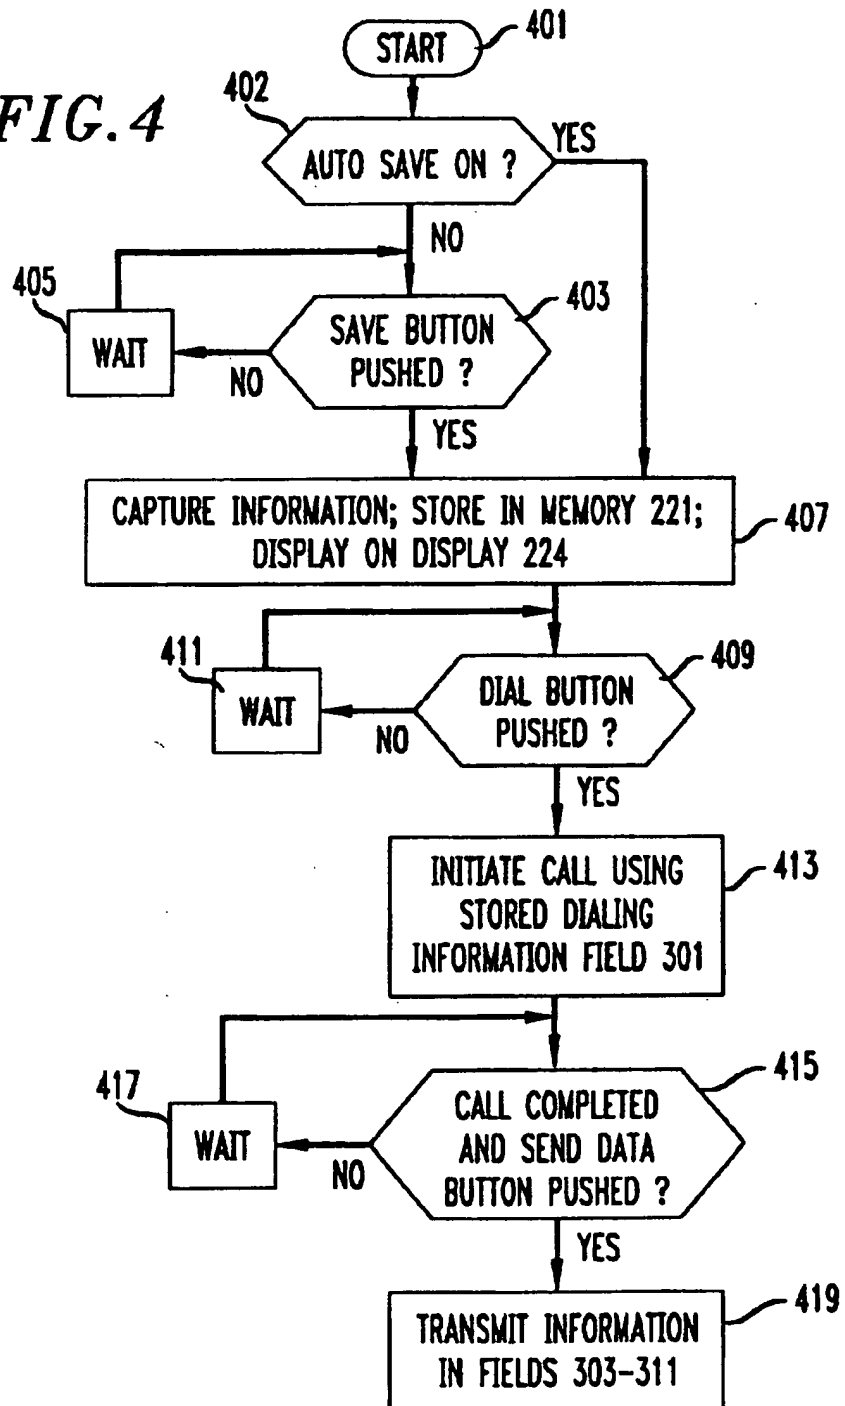 FIG. 4
START
401
402
AUTO SAVE ON ?
YES
NO
405
WAIT
SAVE BUTTON
PUSHED ?
403
NO
YES
CAPTURE INFORMATION; STORE IN MEMORY 221;
DISPLAY ON DISPLAY 224
407
411
WAIT
DIAL BUTTON
PUSHED ?
409
NO
YES
INITIATE CALL USING
STORED DIALING
INFORMATION FIELD 301
413
417
WAIT
CALL COMPLETED
AND SEND DATA
BUTTON PUSHED ?
415
NO
YES
TRANSMIT INFORMATION
IN FIELDS 303-311
419